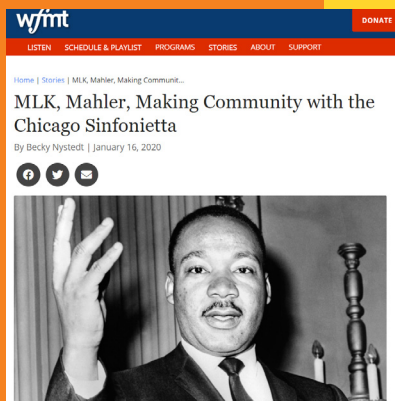 wfmt
DONATE
LISTEN SCHEDULE & PLAYLIST PROGRAMS STORIES ABOUT SUPPORT
Home | Stories | MLK, Mahler, Making Communit...
MLK, Mahler, Making Community with the
Chicago Sinfonietta
By Becky Nystedt | January 16, 2020